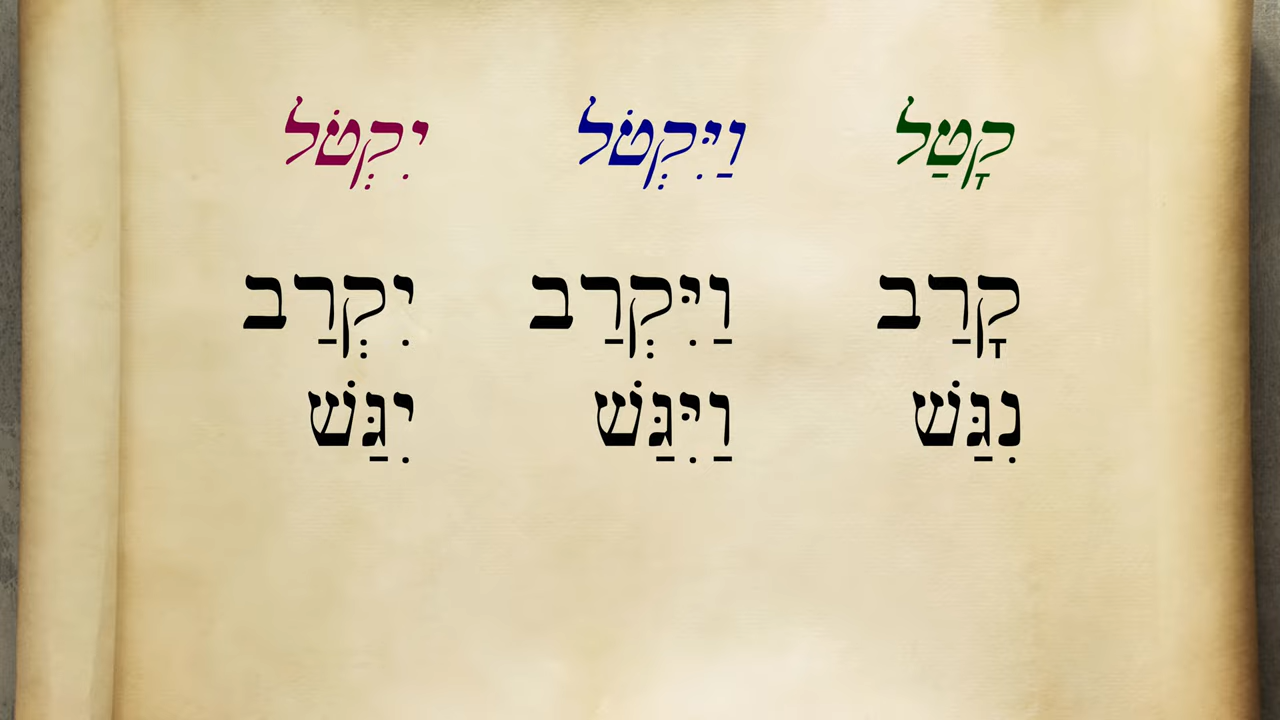 קָטַל וַיִּקְטֹל יִקְטֹל
קָרַב וַיִּקְרַב יִקְרַב
נִגַּשׁ וַיִּגַּשׁ יִגַּשׁ